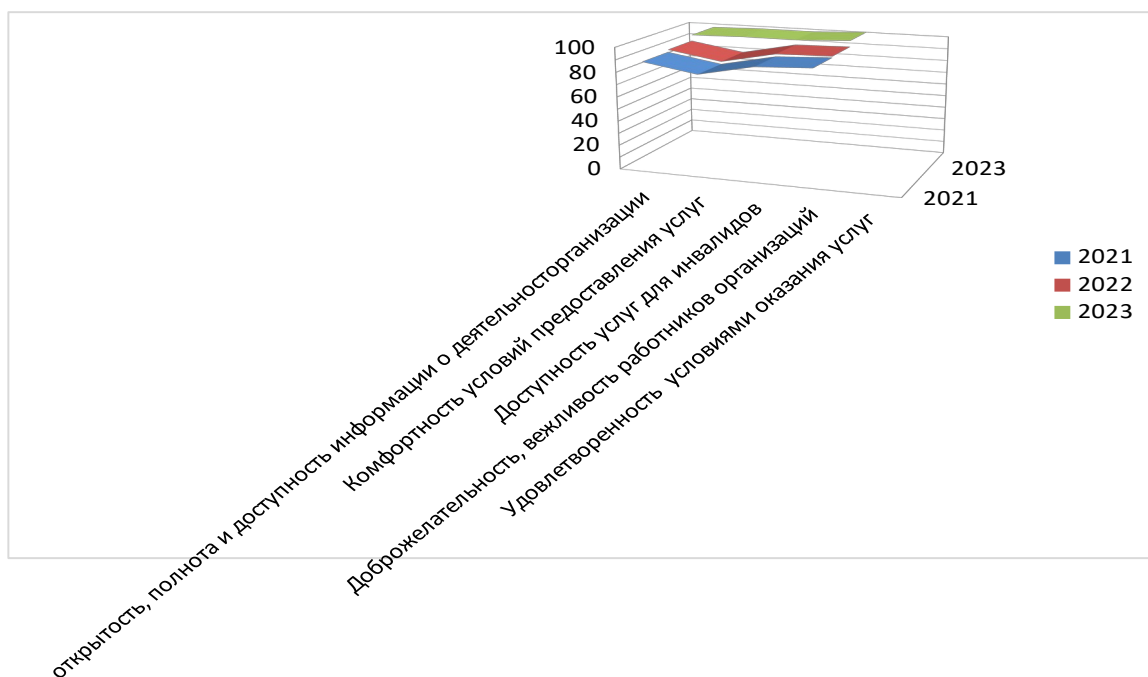 100
80
60
40
20
0
2023
2021
открытость, полнота и доступность информации о деятельносторганизации
Комфортность условий предоставления услуг
Доступность услуг для инвалидов
Доброжелательность, вежливость работников организаций
Удовлетворенность условиями оказания услуг
2021
2022
2023